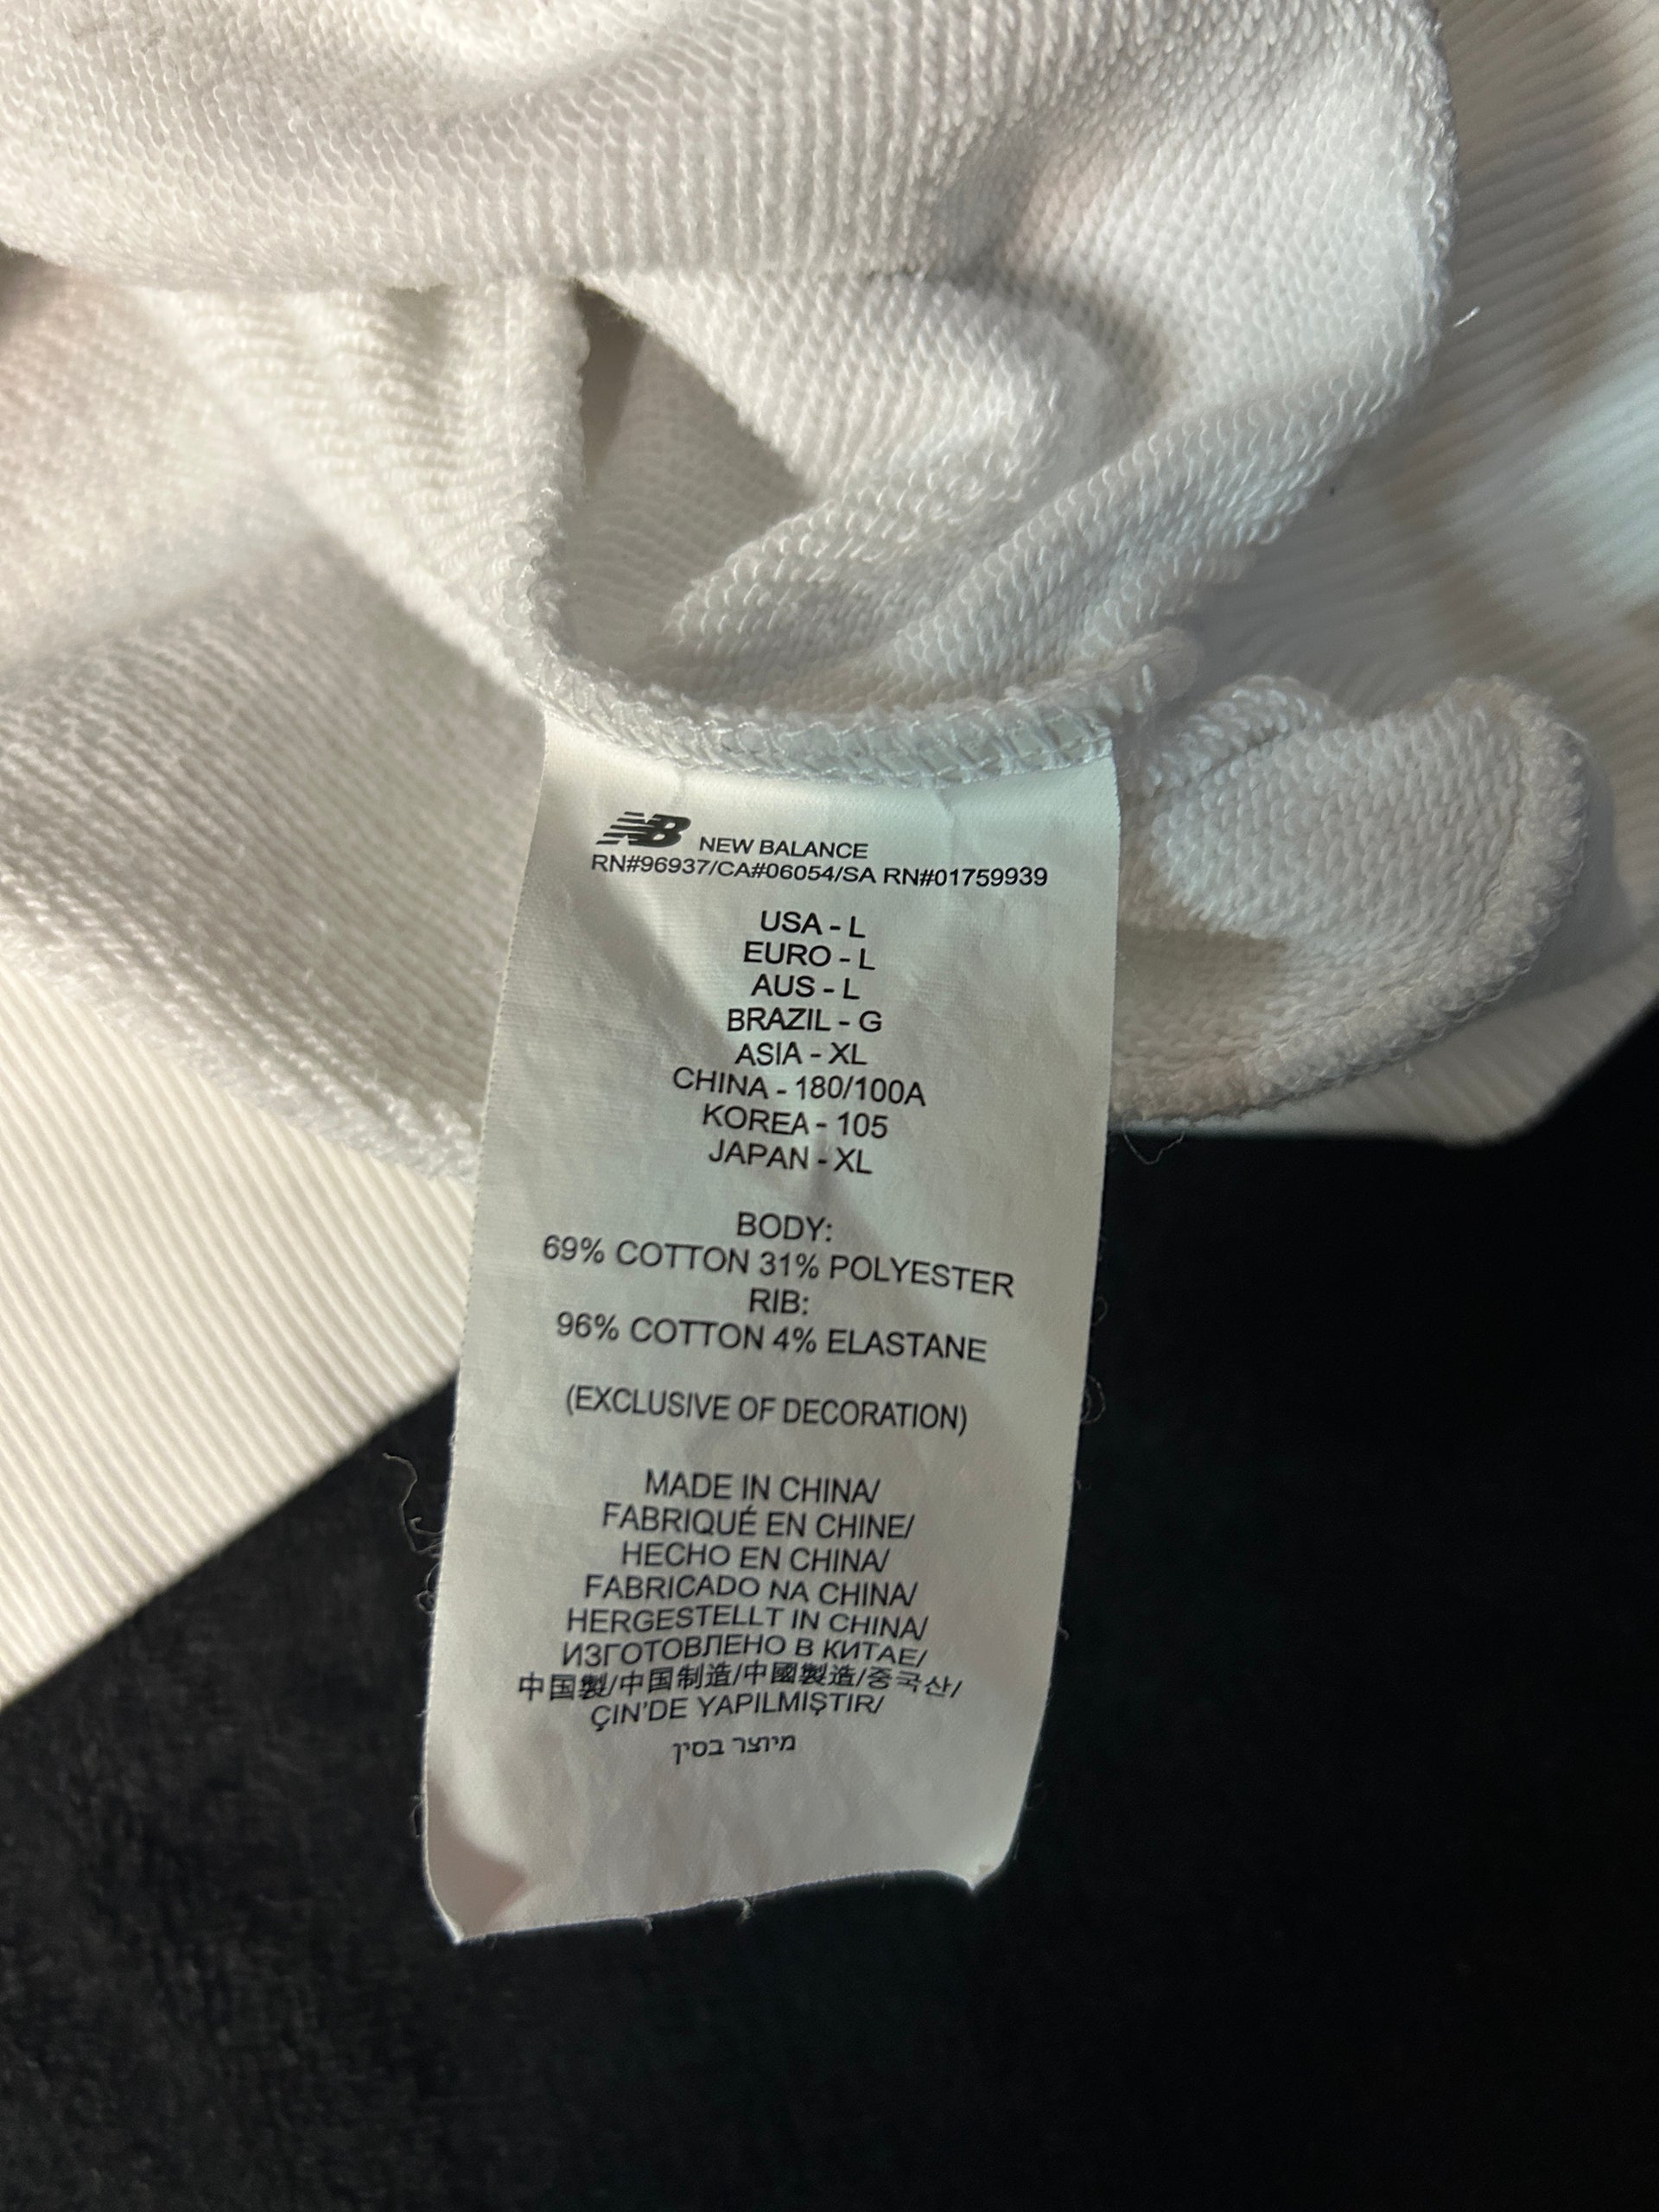 NB NEW BALANCE
RN#96937/CA#06054/SA RN#01759939
USA - L
EURO - L
AUS - L
BRAZIL - G
ASIA - XL
CHINA - 180/100A
KOREA - 105
JAPAN - XL
BODY:
69% COTTON 31% POLYESTER
RIB:
96% COTTON 4% ELASTANE
(EXCLUSIVE OF DECORATION)
MADE IN CHINA/
FABRIQUÉ EN CHINE/
HECHO EN CHINA/
FABRICADO NA CHINA/
HERGESTELLT IN CHINA/
ИЗГОТОВЛЕНО В КИТАЕ/
中国製/中国制造/中國製造/중국산/
ÇIN'DE YAPILMIŞTIR/
מיוצר בסין